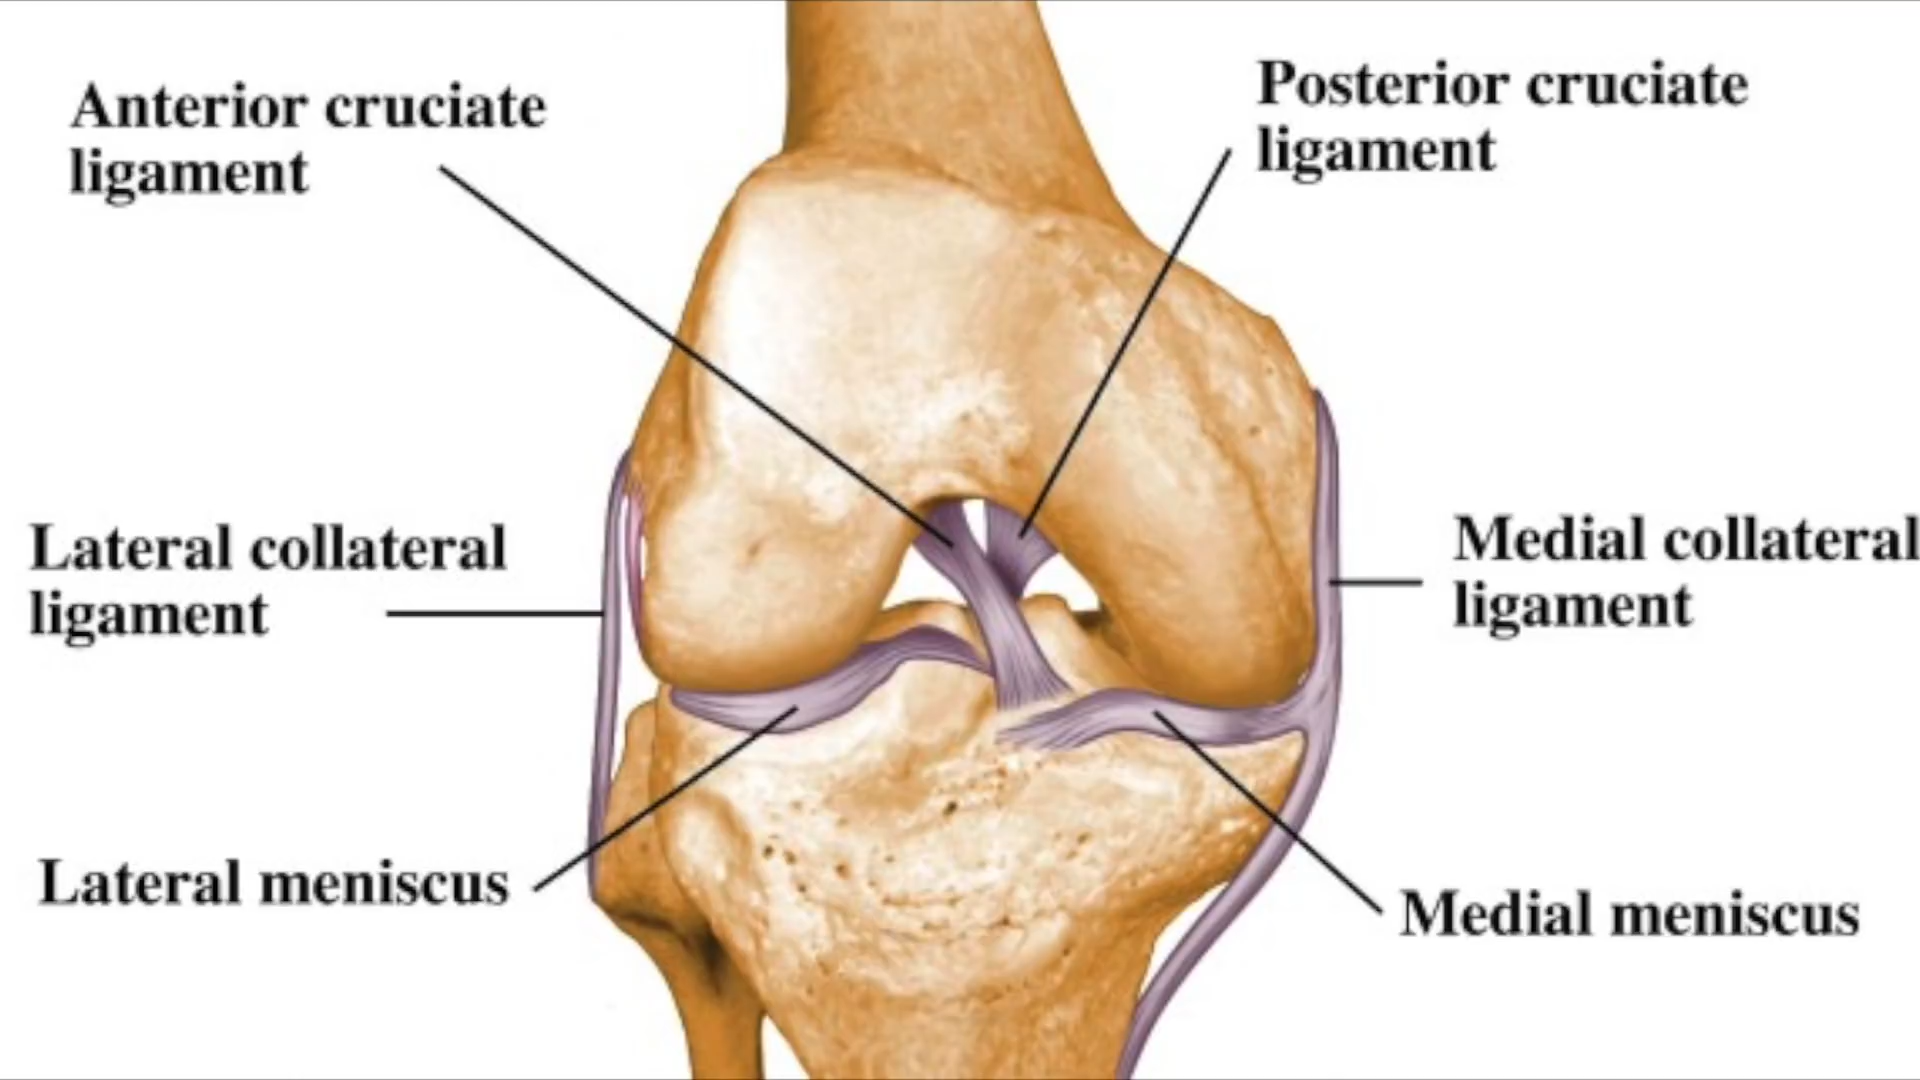 Anterior cruciate
ligament
Posterior cruciate
ligament
Lateral collateral
ligament
Medial collateral
ligament
Lateral meniscus
Medial meniscus